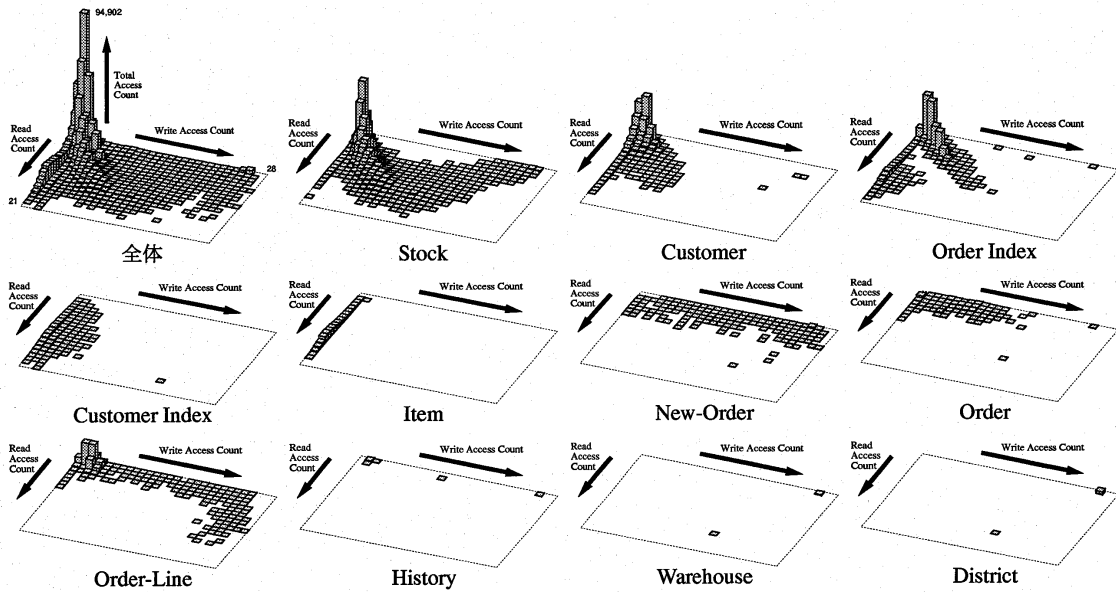 94,902
Total
Access
Count
Read
Access
Count
Write Access Count
28
21
全体
Read
Access
Count
Write Access Count
Stock
Read
Access
Count
Write Access Count
Customer
Read
Access
Count
Write Access Count
Order Index
Read
Access
Count
Write Access Count
Customer Index
Read
Access
Count
Write Access Count
Item
Read
Access
Count
Write Access Count
New-Order
Read
Access
Count
Write Access Count
Order
Read
Access
Count
Write Access Count
Order-Line
Read
Access
Count
Write Access Count
History
Read
Access
Count
Write Access Count
Warehouse
Read
Access
Count
Write Access Count
District